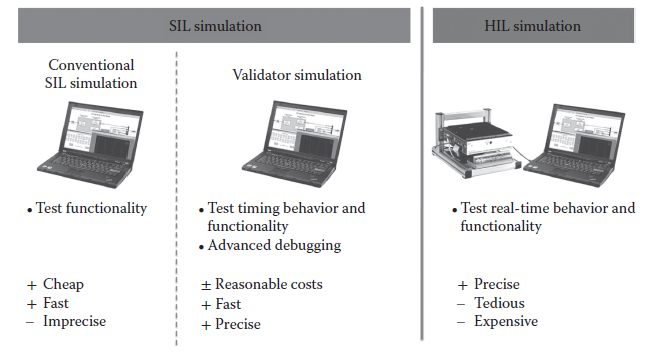 SIL simulation
HIL simulation
Conventional
SIL simulation
Validator simulation
• Test functionality
• Test timing behavior and
functionality
• Advanced debugging
• Test real-time behavior and
functionality
+ Cheap
+ Fast
− Imprecise
± Reasonable costs
+ Fast
+ Precise
+ Precise
− Tedious
− Expensive